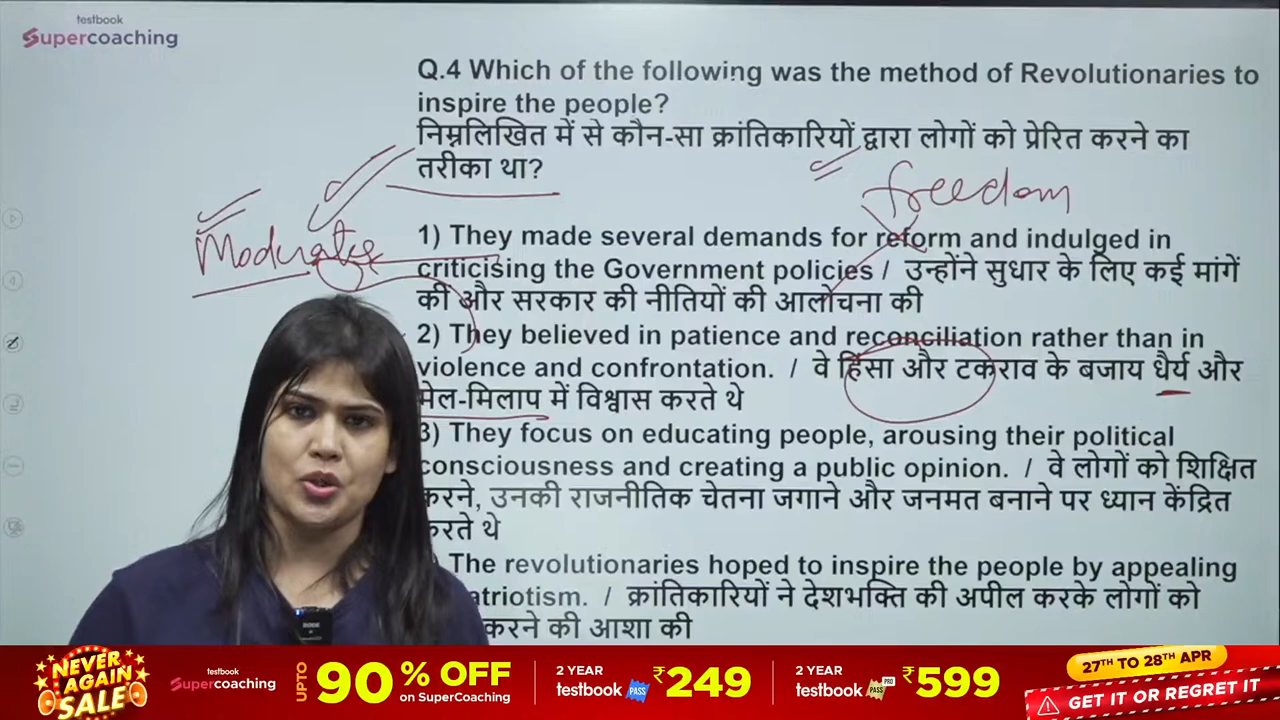 testbook
Supercoaching
Q.4 Which of the following was the method of Revolutionaries to
inspire the people?
निम्नलिखित में से कौन-सा क्रांतिकारियों द्वारा लोगों को प्रेरित करने का
तरीका था?
freedom
Moderates
1) They made several demands for reform and indulged in
criticising the Government policies / उन्होंने सुधार के लिए कई मांगें
की और सरकार की नीतियों की आलोचना की
2) They believed in patience and reconciliation rather than in
violence and confrontation. / वे हिंसा और टकराव के बजाय धैर्य और
मेल-मिलाप में विश्वास करते थे
3) They focus on educating people, arousing their political
consciousness and creating a public opinion. / वे लोगों को शिक्षित
करने, उनकी राजनीतिक चेतना जगाने और जनमत बनाने पर ध्यान केंद्रित
करते थे
The revolutionaries hoped to inspire the people by appealing
atriotism. / क्रांतिकारियों ने देशभक्ति की अपील करके लोगों को
करने की आशा की
NEVER AGAIN SALE
testbook
Supercoaching
UPTO 90% OFF on SuperCoaching
2 YEAR testbook PASS ₹249
2 YEAR testbook PASS PRO ₹599
27TH TO 28TH APR
GET IT OR REGRET IT